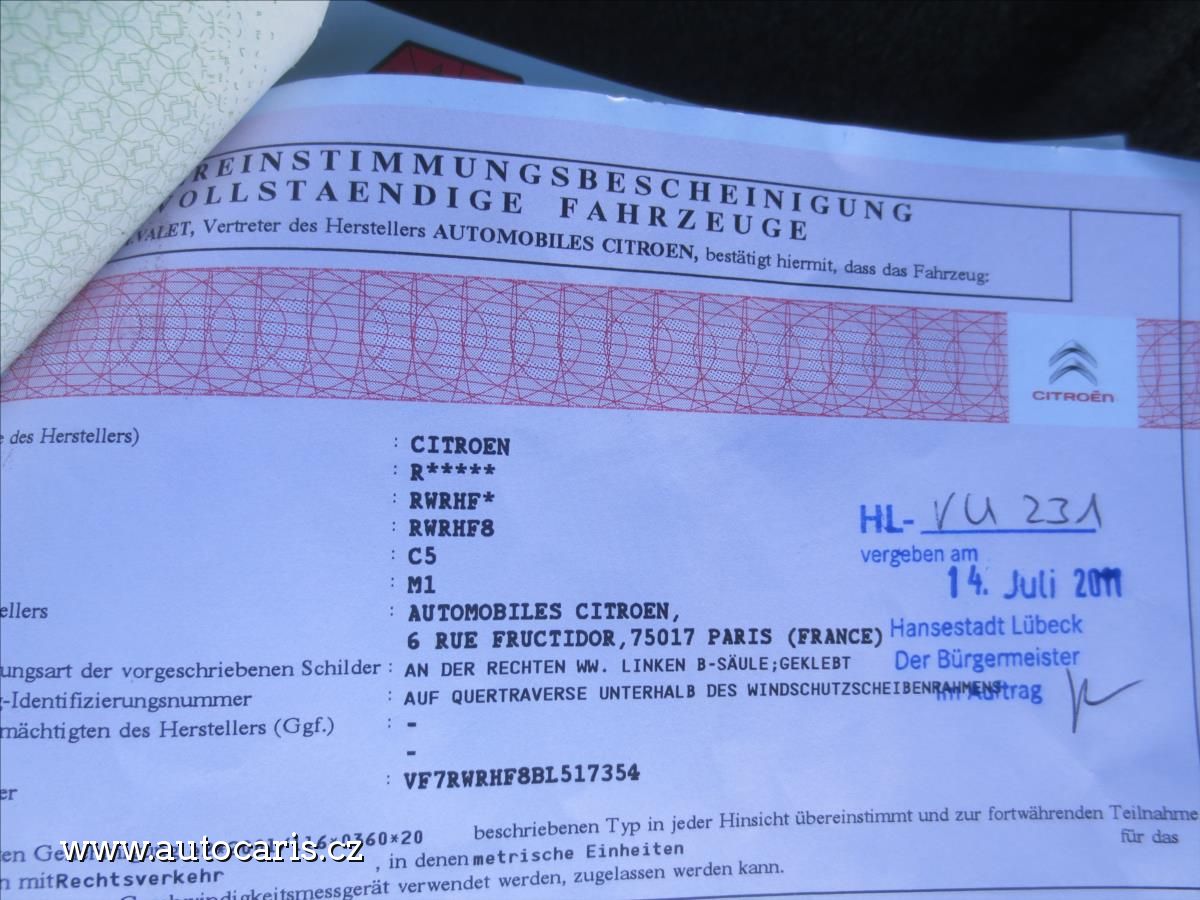 REINSTIMMUNGSBESCHEINIGUNG
VOLLSTAENDIGE FAHRZEUGE
EVALET, Vertreter des Herstellers AUTOMOBILES CITROEN, bestätigt hiermit, dass das Fahrzeug:
CITROËN
des Herstellers) : CITROEN
: R*****
: RWRHF*
: RWRHF8
HL- VU 231
: C5
vergeben am
: M1
14. Juli 2011
ellers : AUTOMOBILES CITROEN,
6 RUE FRUCTIDOR,75017 PARIS (FRANCE)
Hansestadt Lübeck
ungsart der vorgeschriebenen Schilder : AN DER RECHTEN WW. LINKEN B-SÄULE;GEKLEBT
Der Bürgermeister
-Identifizierungsnummer : AUF QUERTRAVERSE UNTERHALB DES WINDSCHUTZSCHEIBENRAHMENS
Im Auftrag
mächtigten des Herstellers (Ggf.) : -
-
er : VF7RWRHF8BL517354
0360*20 beschriebenen Typ in jeder Hinsicht übereinstimmt und zur fortwährenden Teilnahme
www.autocaris.cz
für das
n mit Rechtsverkehr , in denen metrische Einheiten
windigkeitsmessgerät verwendet werden, zugelassen werden kann.